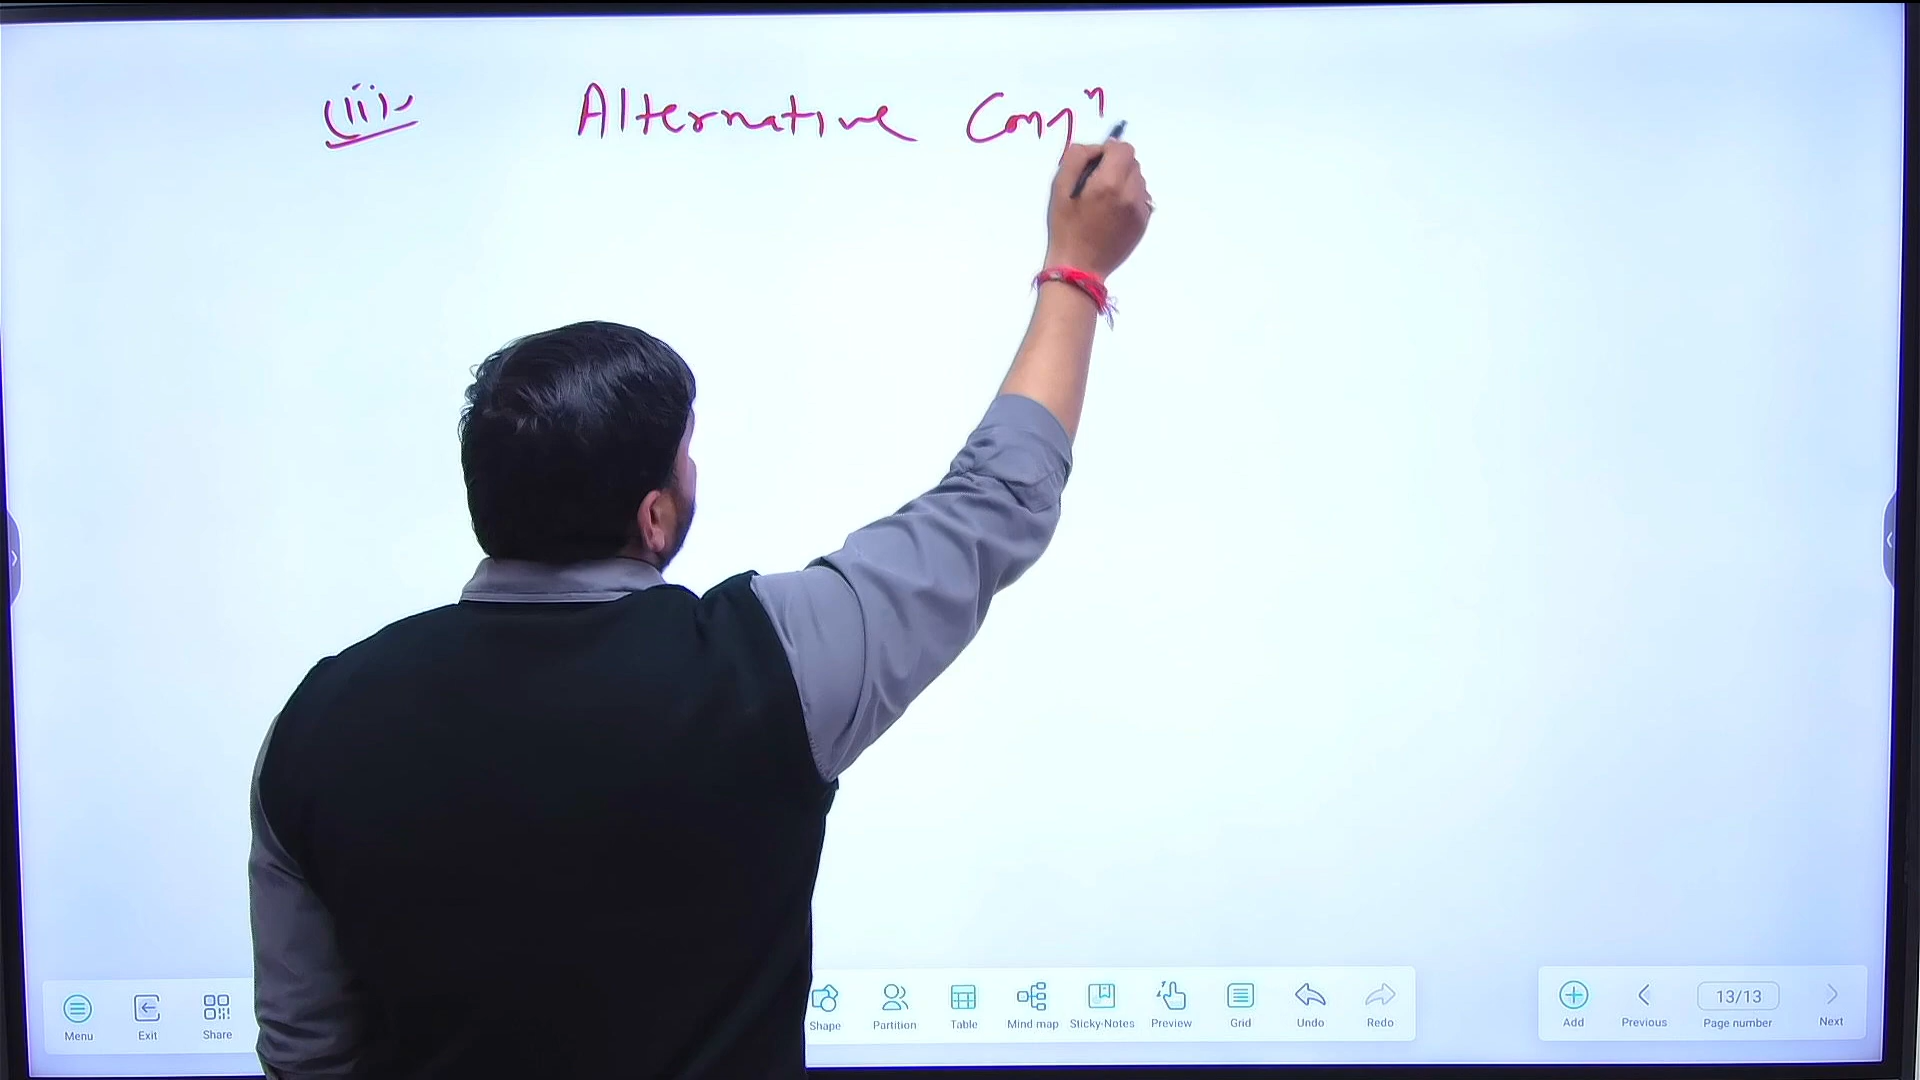 (iii) Alternative Conjⁿ
Menu Exit Share Shape Partition Table Mind map Sticky-Notes Preview Grid Undo Redo Add Previous 13/13 Page number Next